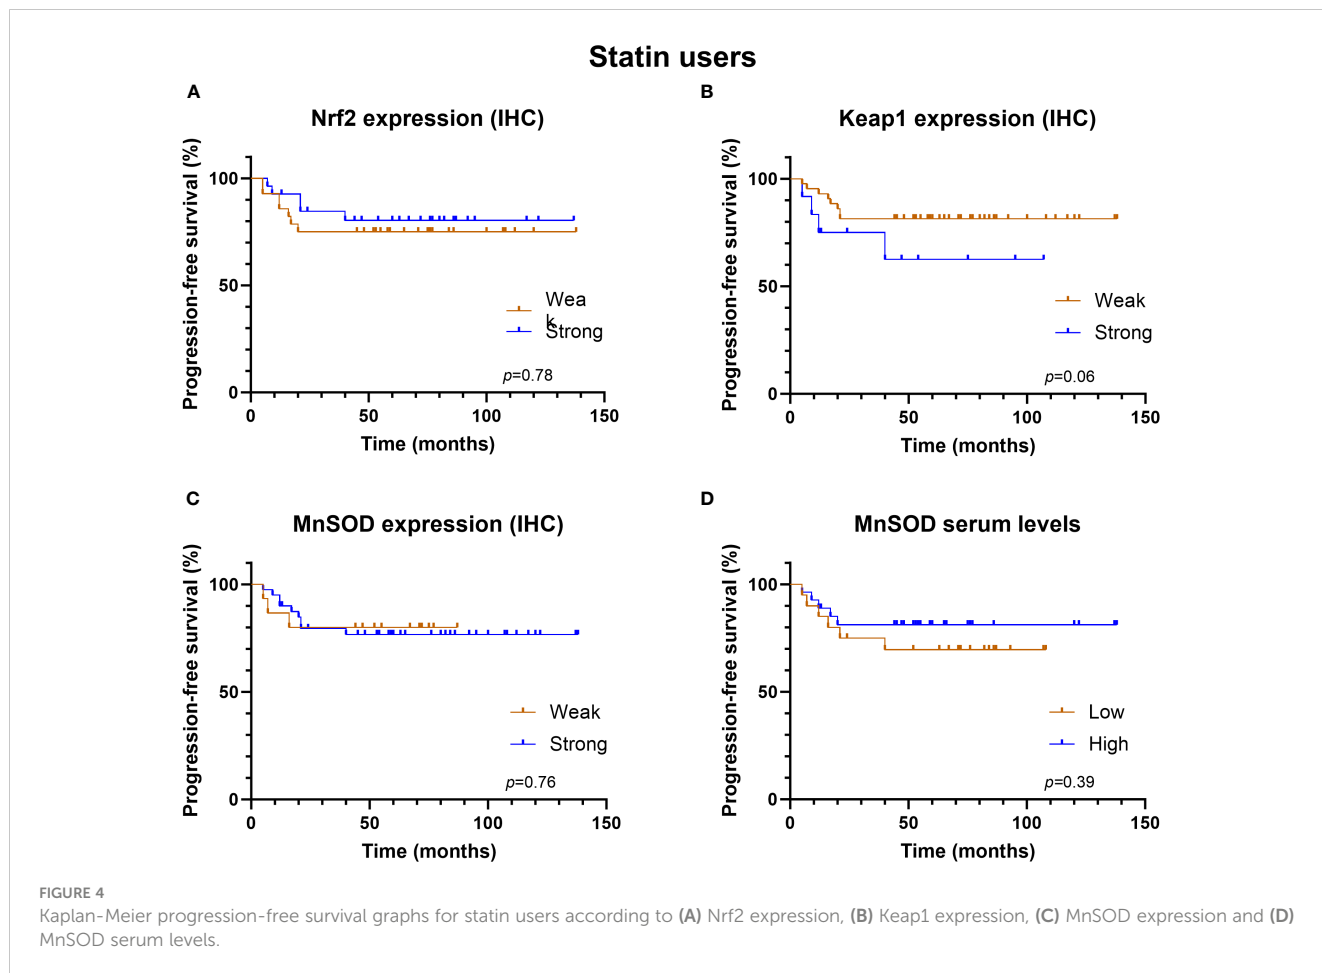 Statin users
A
Nrf2 expression (IHC)
Progression-free survival (%)
100
50
0
0 50 100 150
Time (months)
Wea
k
Strong
p=0.78
B
Keap1 expression (IHC)
Progression-free survival (%)
100
50
0
0 50 100 150
Time (months)
Weak
Strong
p=0.06
C
MnSOD expression (IHC)
Progression-free survival (%)
100
50
0
0 50 100 150
Time (months)
Weak
Strong
p=0.76
D
MnSOD serum levels
Progression-free survival (%)
100
50
0
0 50 100 150
Time (months)
Low
High
p=0.39
FIGURE 4
Kaplan-Meier progression-free survival graphs for statin users according to (A) Nrf2 expression, (B) Keap1 expression, (C) MnSOD expression and (D)
MnSOD serum levels.